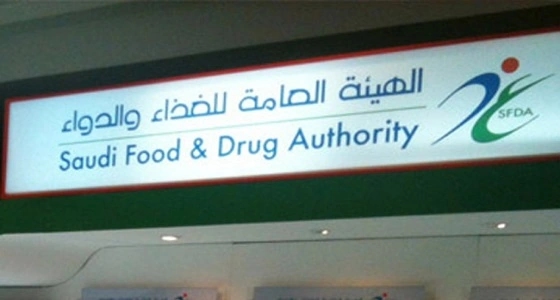 الهيئة العامة للغذاء والدواء
Saudi Food & Drug Authority
SFDA